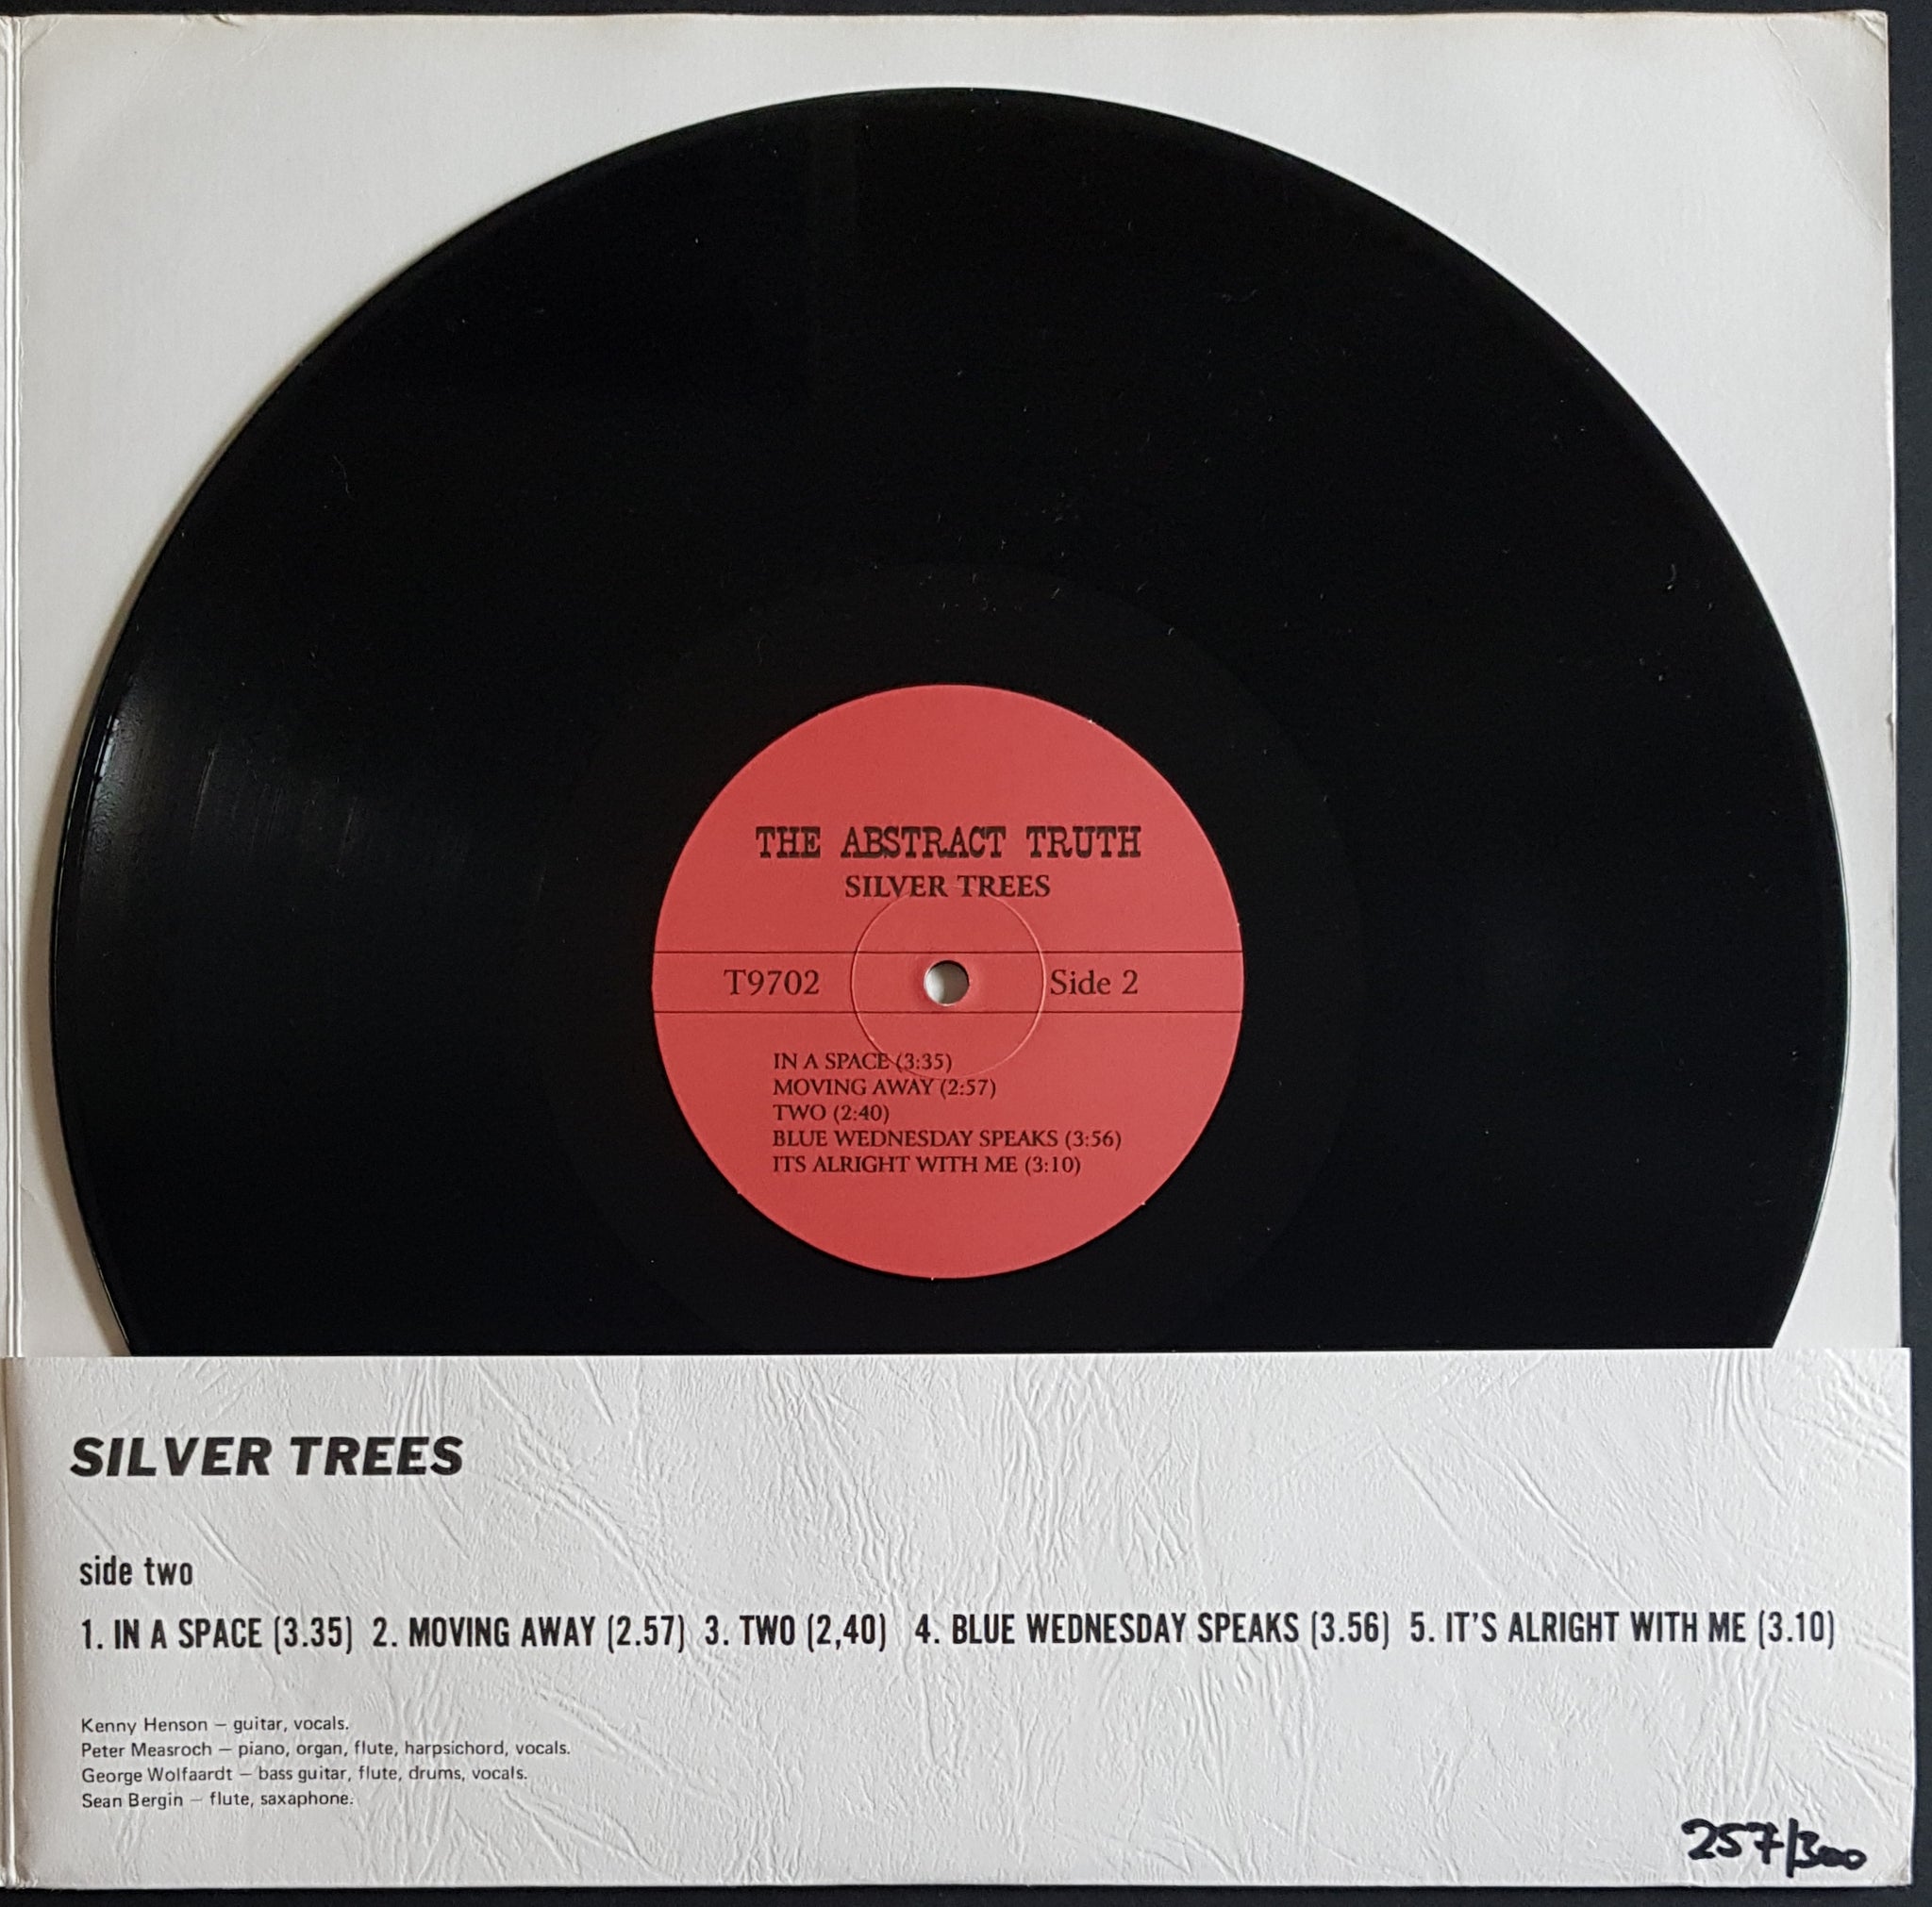 THE ABSTRACT TRUTH
SILVER TREES
T9702 Side 2
IN A SPACE (3:35)
MOVING AWAY (2:57)
TWO (2:40)
BLUE WEDNESDAY SPEAKS (3:56)
ITS ALRIGHT WITH ME (3:10)
SILVER TREES
side two
1. IN A SPACE (3.35) 2. MOVING AWAY (2.57) 3. TWO (2,40) 4. BLUE WEDNESDAY SPEAKS (3.56) 5. IT'S ALRIGHT WITH ME (3.10)
Kenny Henson — guitar, vocals.
Peter Measroch — piano, organ, flute, harpsichord, vocals.
George Wolfaardt — bass guitar, flute, drums, vocals.
Sean Bergin — flute, saxaphone.
257/300